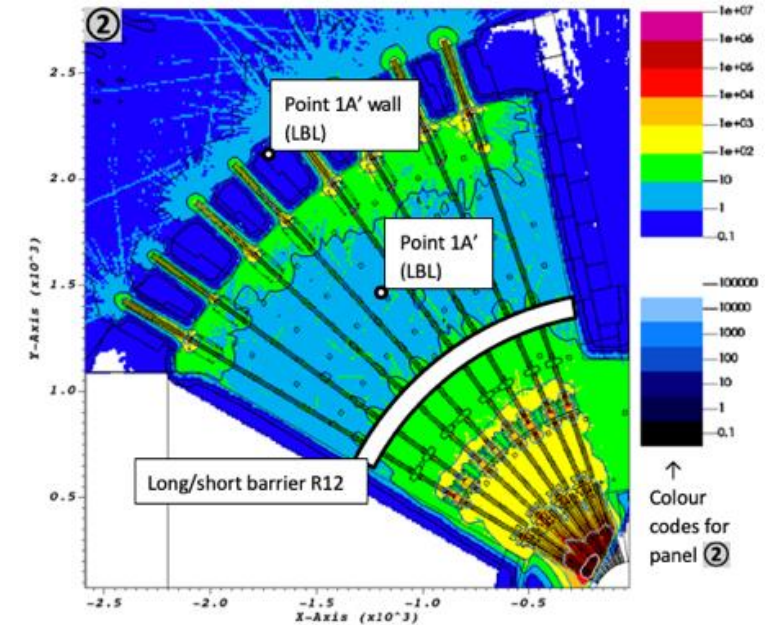 ②
Point 1A’ wall
(LBL)
Point 1A’
(LBL)
Long/short barrier R12
2.5
2.0
1.5
1.0
0.5
Y-Axis (x10^3)
-2.5 -2.0 -1.5 -1.0 -0.5
X-Axis (x10^3)
1e+07
1e+06
1e+05
1e+04
1e+03
1e+02
10
1
0.1
100000
10000
1000
100
10
1
0.1
↑
Colour
codes for
panel ②